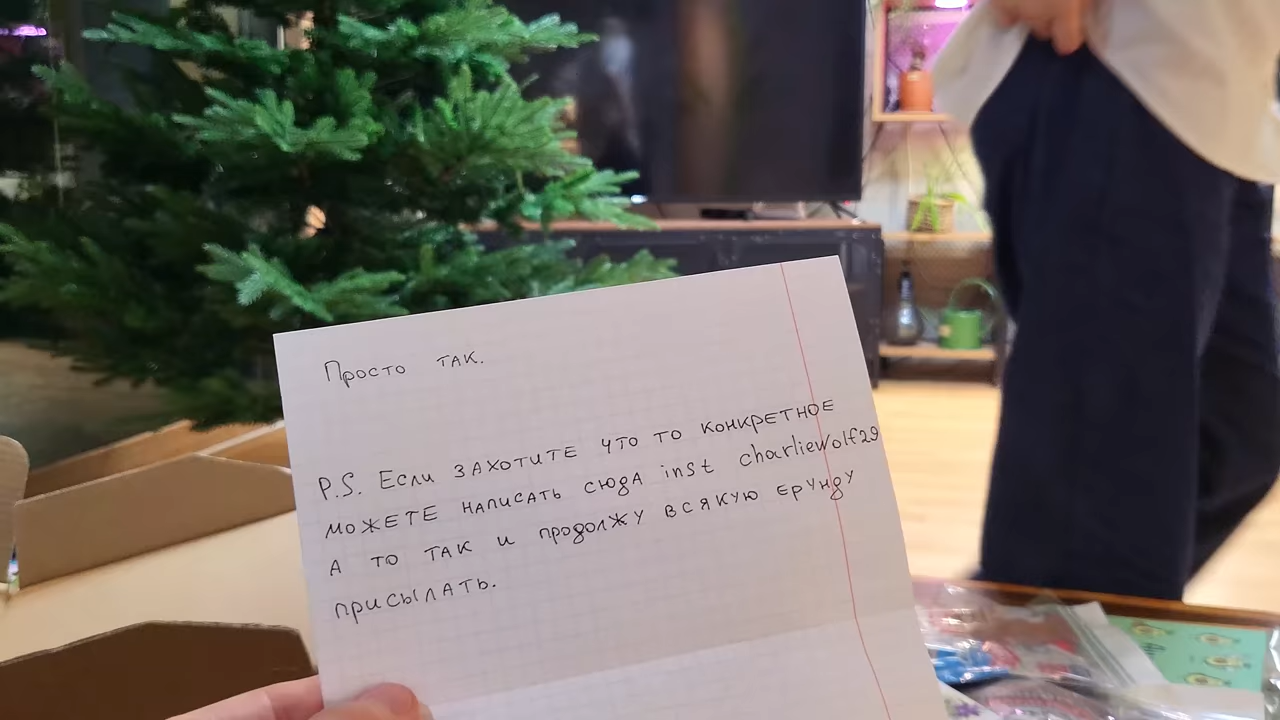 Просто так.
P.S. Если захотите что то конкретное
можете написать сюда inst charliewolf29
а то так и продолжу всякую ерунду
присылать.